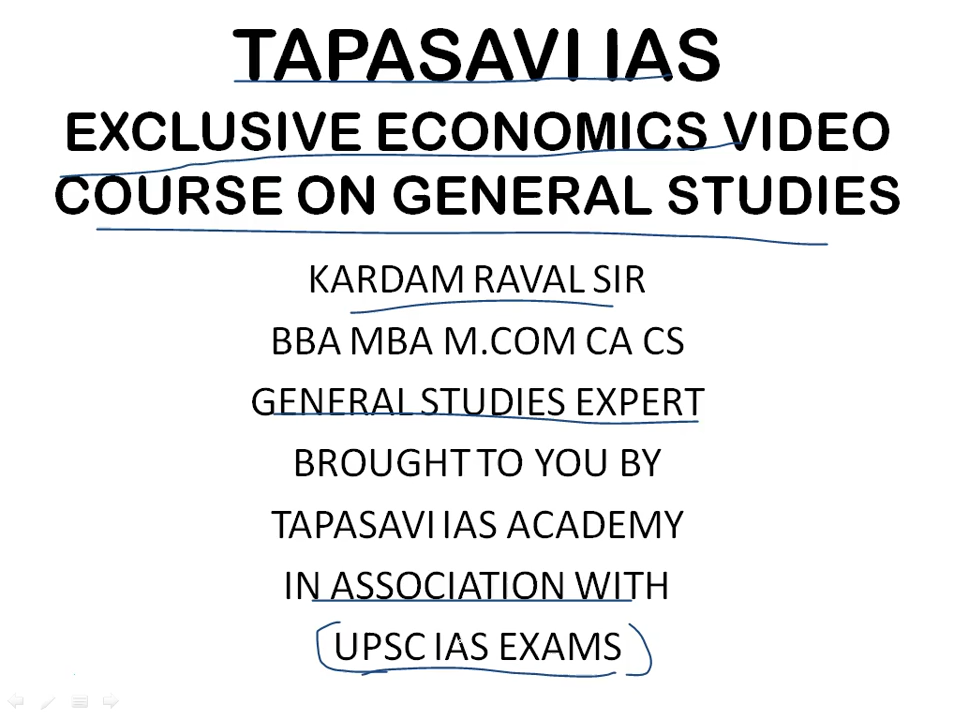 TAPASAVI IAS
EXCLUSIVE ECONOMICS VIDEO
COURSE ON GENERAL STUDIES
KARDAM RAVAL SIR
BBA MBA M.COM CA CS
GENERAL STUDIES EXPERT
BROUGHT TO YOU BY
TAPASAVI IAS ACADEMY
IN ASSOCIATION WITH
UPSC IAS EXAMS